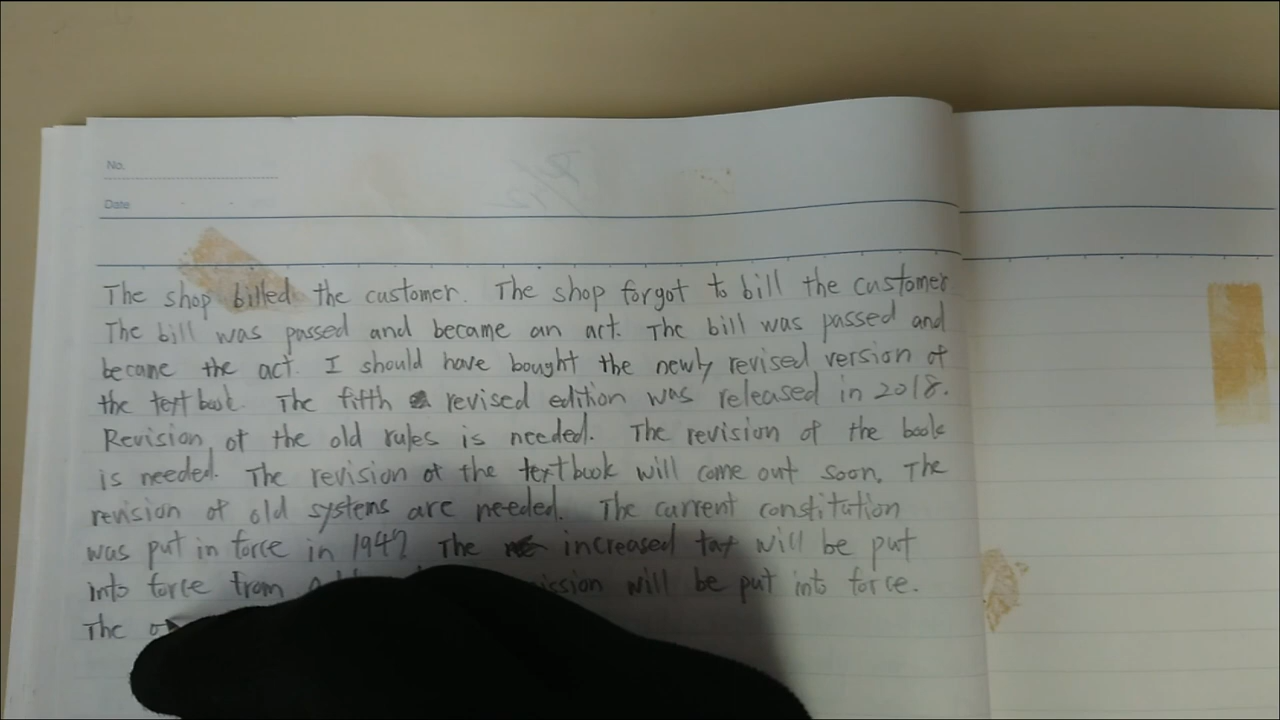 No.
Date
The shop billed the customer. The shop forgot to bill the customer
The bill was passed and became an act. The bill was passed and
became the act. I should have bought the newly revised version of
the textbook. The fifth revised edition was released in 2018.
Revision of the old rules is needed. The revision of the book
is needed. The revision of the textbook will come out soon. The
revision of old systems are needed. The current constitution
was put in force in 1947. The increased tax will be put
into force from will be put into force.
The